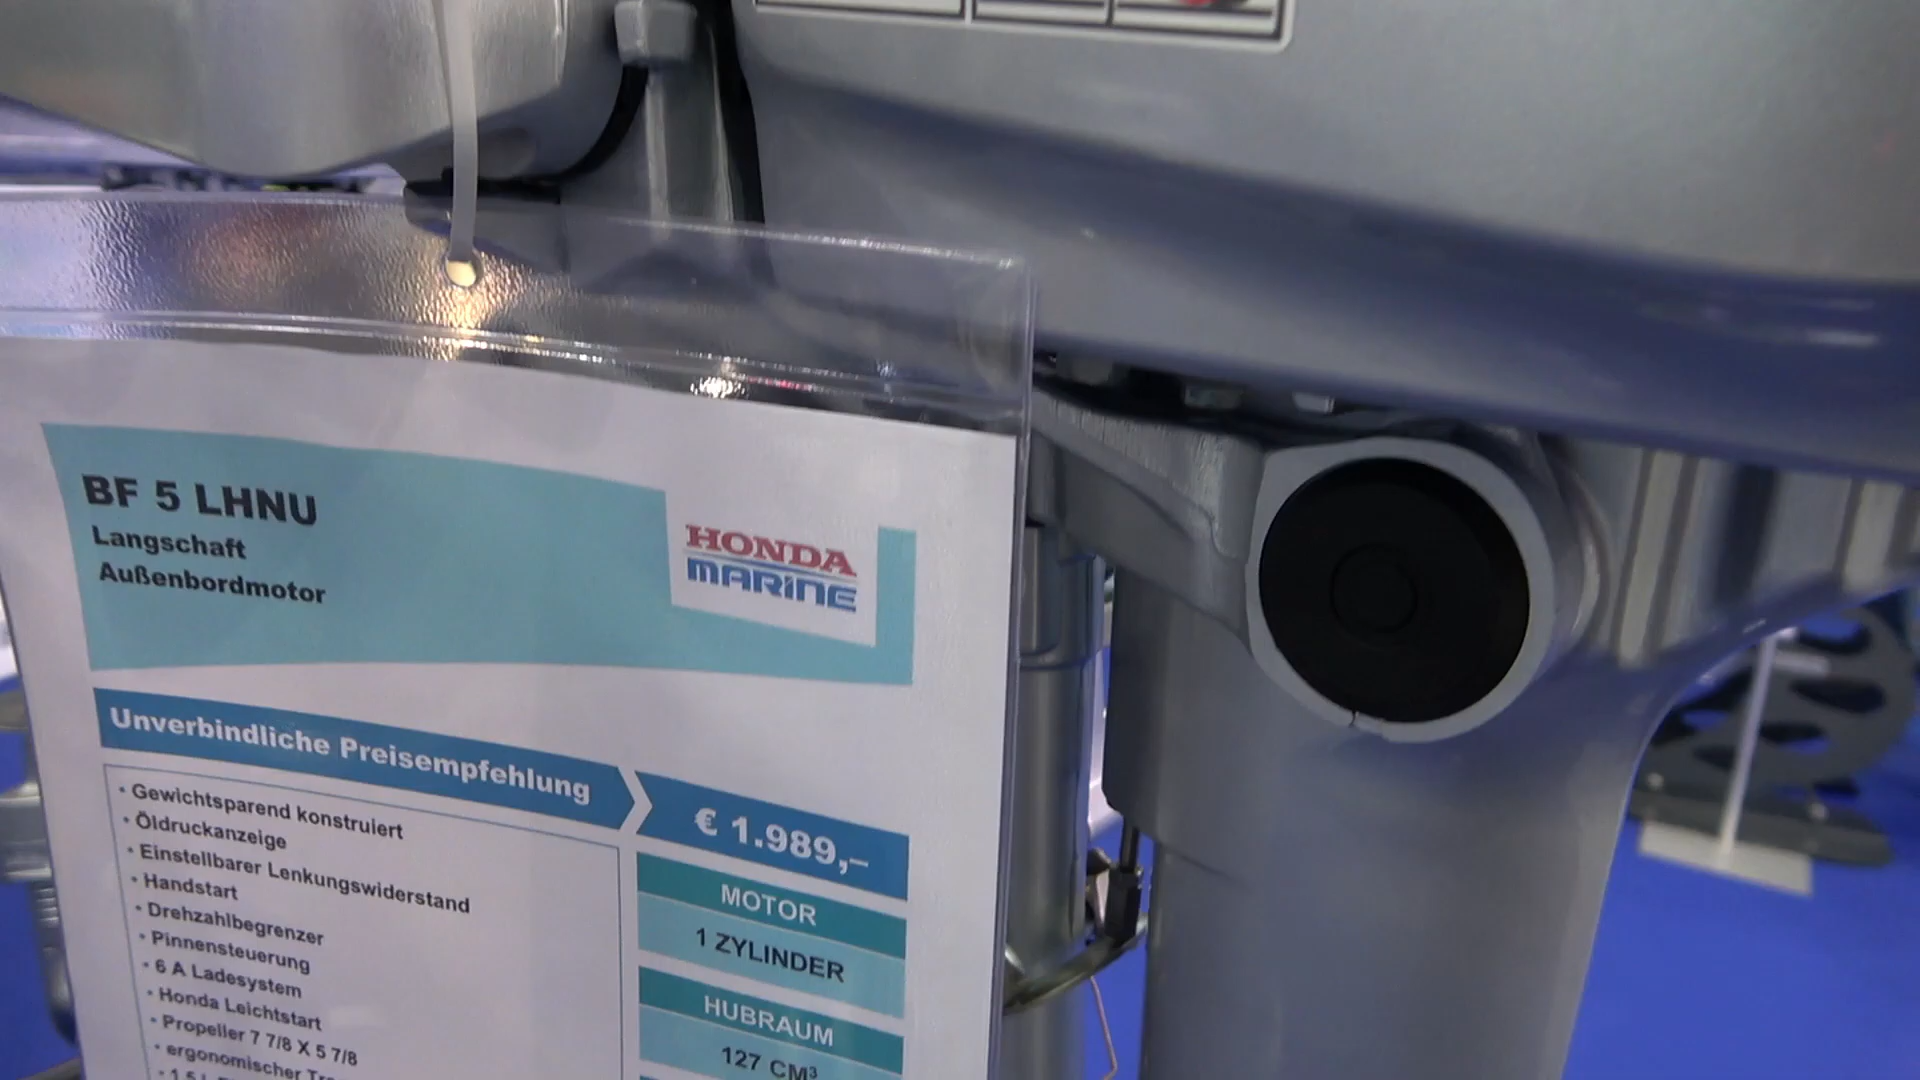 BF 5 LHNU
Langschaft
Außenbordmotor
HONDA
MARINE
Unverbindliche Preisempfehlung
€ 1.989,–
• Gewichtsparend konstruiert
• Öldruckanzeige
• Einstellbarer Lenkungswiderstand
• Handstart
• Drehzahlbegrenzer
• Pinnensteuerung
• 6 A Ladesystem
• Honda Leichtstart
• Propeller 7 7/8 X 5 7/8
• ergonomischer
MOTOR
1 ZYLINDER
HUBRAUM
127 CM³